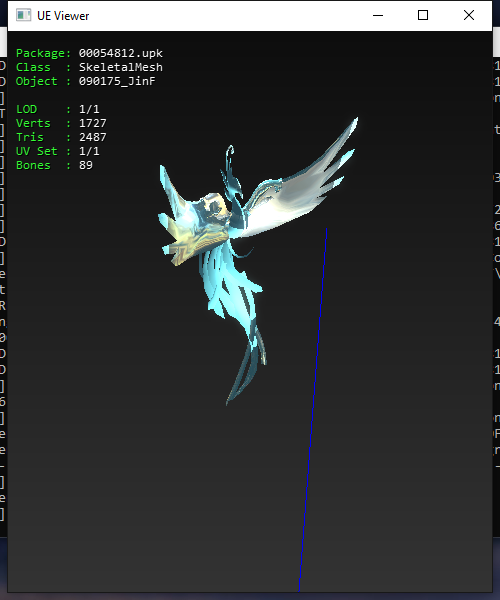 UE Viewer
Package: 00054812.upk
Class  : SkeletalMesh
Object : 090175_JinF
LOD    : 1/1
Verts  : 1727
Tris   : 2487
UV Set : 1/1
Bones  : 89